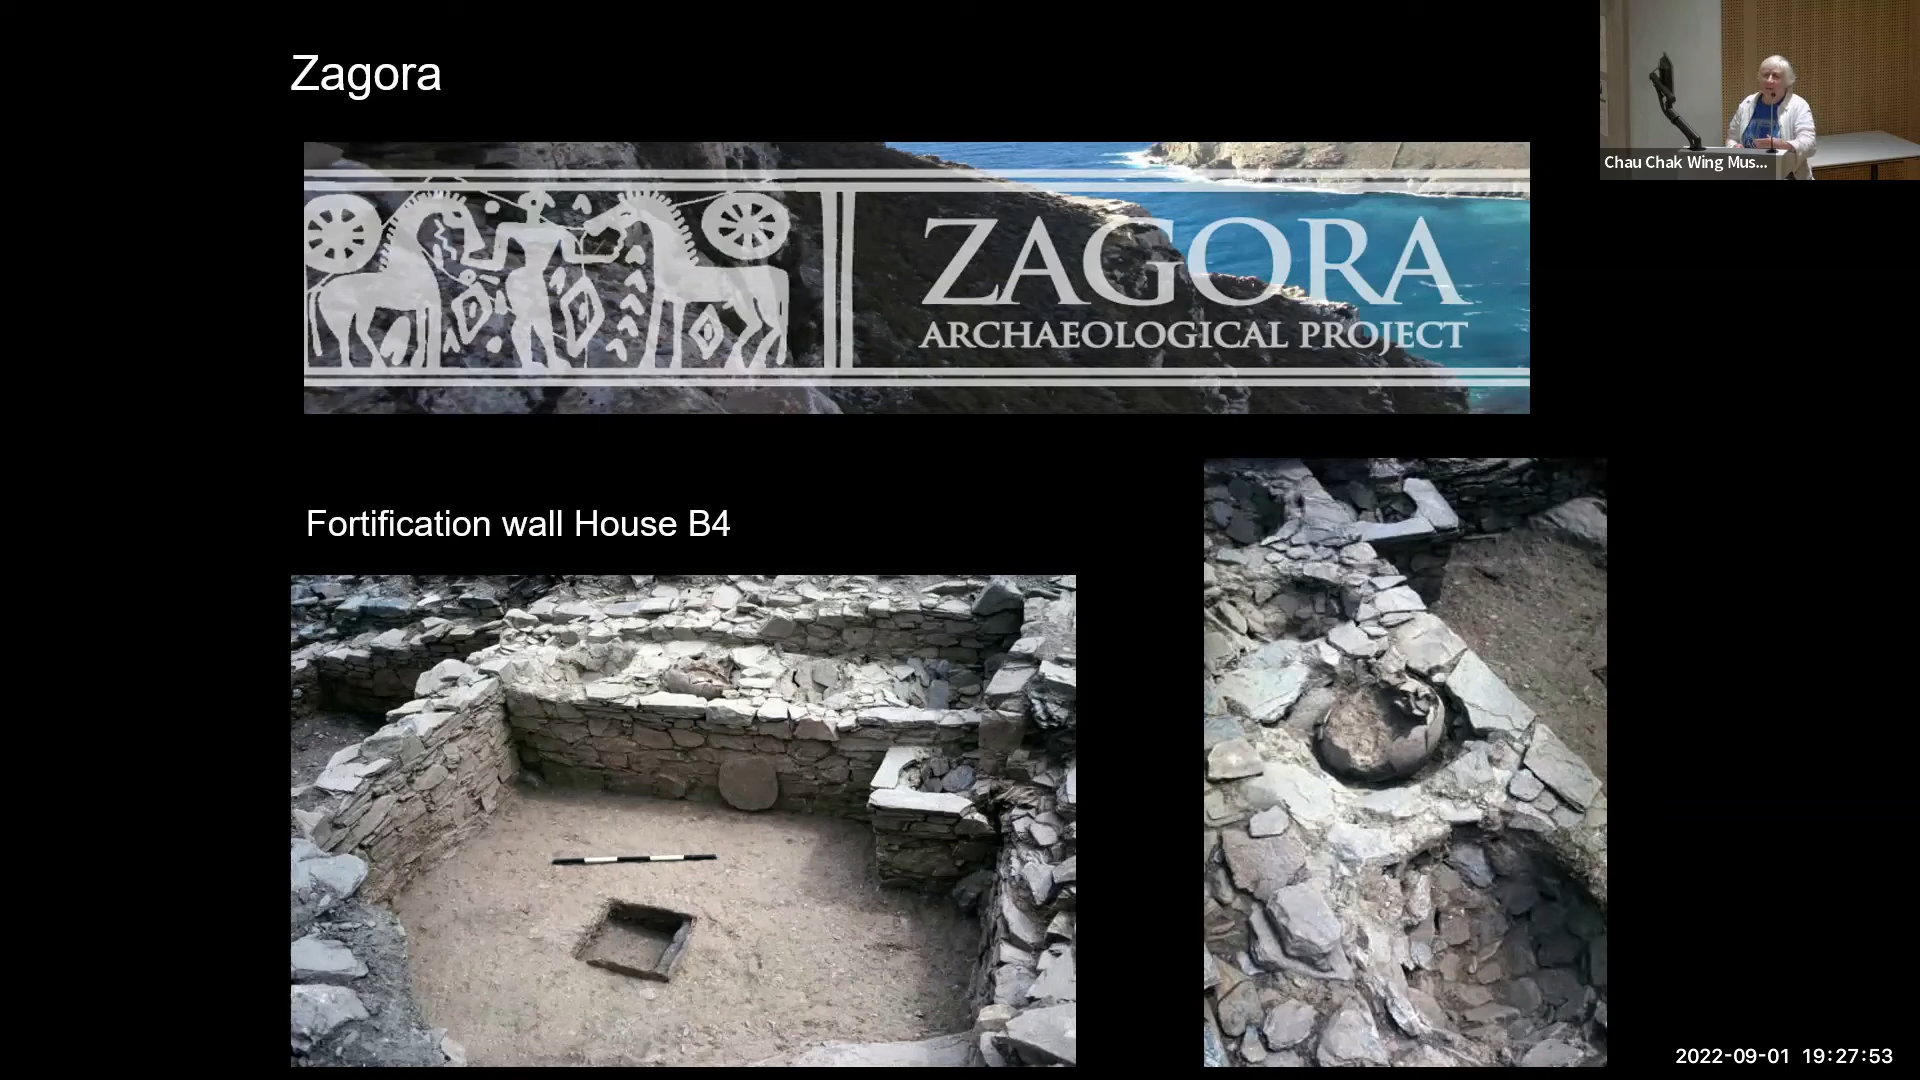 Zagora
Chau Chak Wing Mus...
ZAGORA
ARCHAEOLOGICAL PROJECT
Fortification wall House B4
2022-09-01 19:27:53